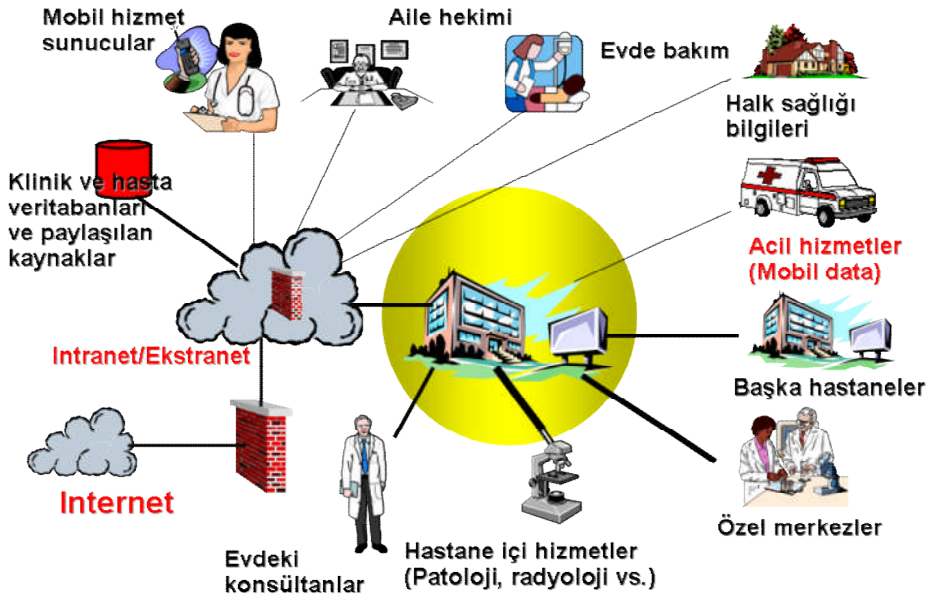 Mobil hizmet
sunucular
Aile hekimi
Evde bakım
Halk sağlığı
bilgileri
Klinik ve hasta
veritabanları
ve paylaşılan
kaynaklar
Acil hizmetler
(Mobil data)
Intranet/Ekstranet
Başka hastaneler
Internet
Özel merkezler
Evdeki
konsültanlar
Hastane içi hizmetler
(Patoloji, radyoloji vs.)